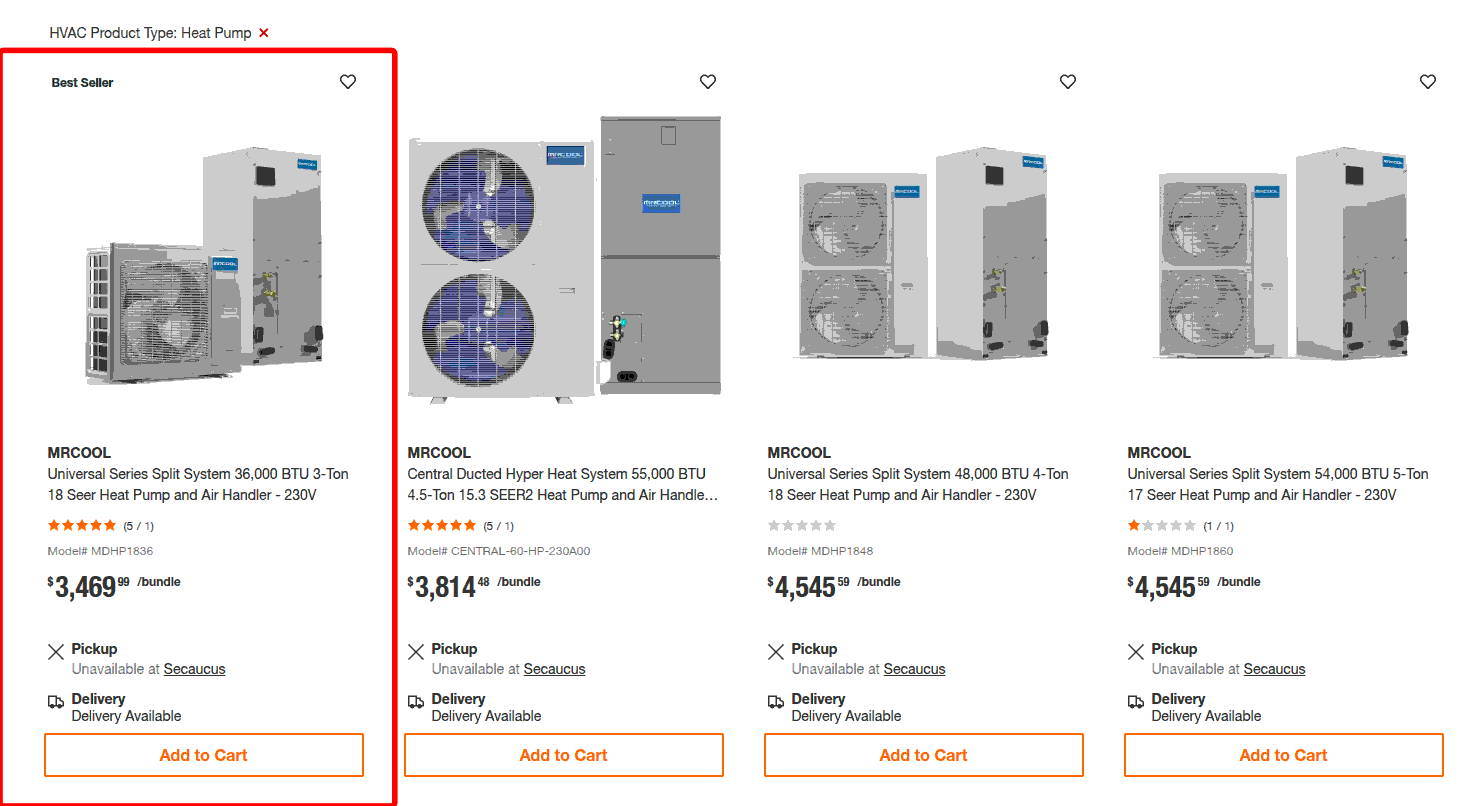 HVAC Product Type: Heat Pump
Best Seller
MRCOOL
MRCOOL
Universal Series Split System 36,000 BTU 3-Ton
18 Seer Heat Pump and Air Handler - 230V
(5 / 1)
Model# MDHP1836
$3,469 99 /bundle
Pickup
Unavailable at Secaucus
Delivery
Delivery Available
Add to Cart
MRCOOL
MRCOOL
MRCOOL
Central Ducted Hyper Heat System 55,000 BTU
4.5-Ton 15.3 SEER2 Heat Pump and Air Handle…
(5 / 1)
Model# CENTRAL-60-HP-230A00
$3,814 48 /bundle
Pickup
Unavailable at Secaucus
Delivery
Delivery Available
Add to Cart
MRCOOL
MRCOOL
MRCOOL
Universal Series Split System 48,000 BTU 4-Ton
18 Seer Heat Pump and Air Handler - 230V
Model# MDHP1848
$4,545 59 /bundle
Pickup
Unavailable at Secaucus
Delivery
Delivery Available
Add to Cart
MRCOOL
MRCOOL
MRCOOL
Universal Series Split System 54,000 BTU 5-Ton
17 Seer Heat Pump and Air Handler - 230V
(1 / 1)
Model# MDHP1860
$4,545 59 /bundle
Pickup
Unavailable at Secaucus
Delivery
Delivery Available
Add to Cart